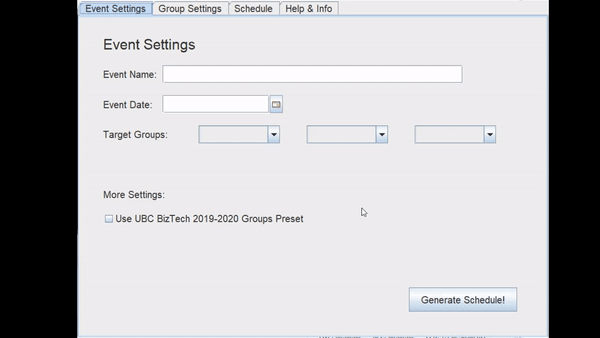 Event Settings Group Settings Schedule Help & Info
Event Settings
Event Name:
Event Date:
Target Groups:
More Settings:
Use UBC BizTech 2019-2020 Groups Preset
Generate Schedule!